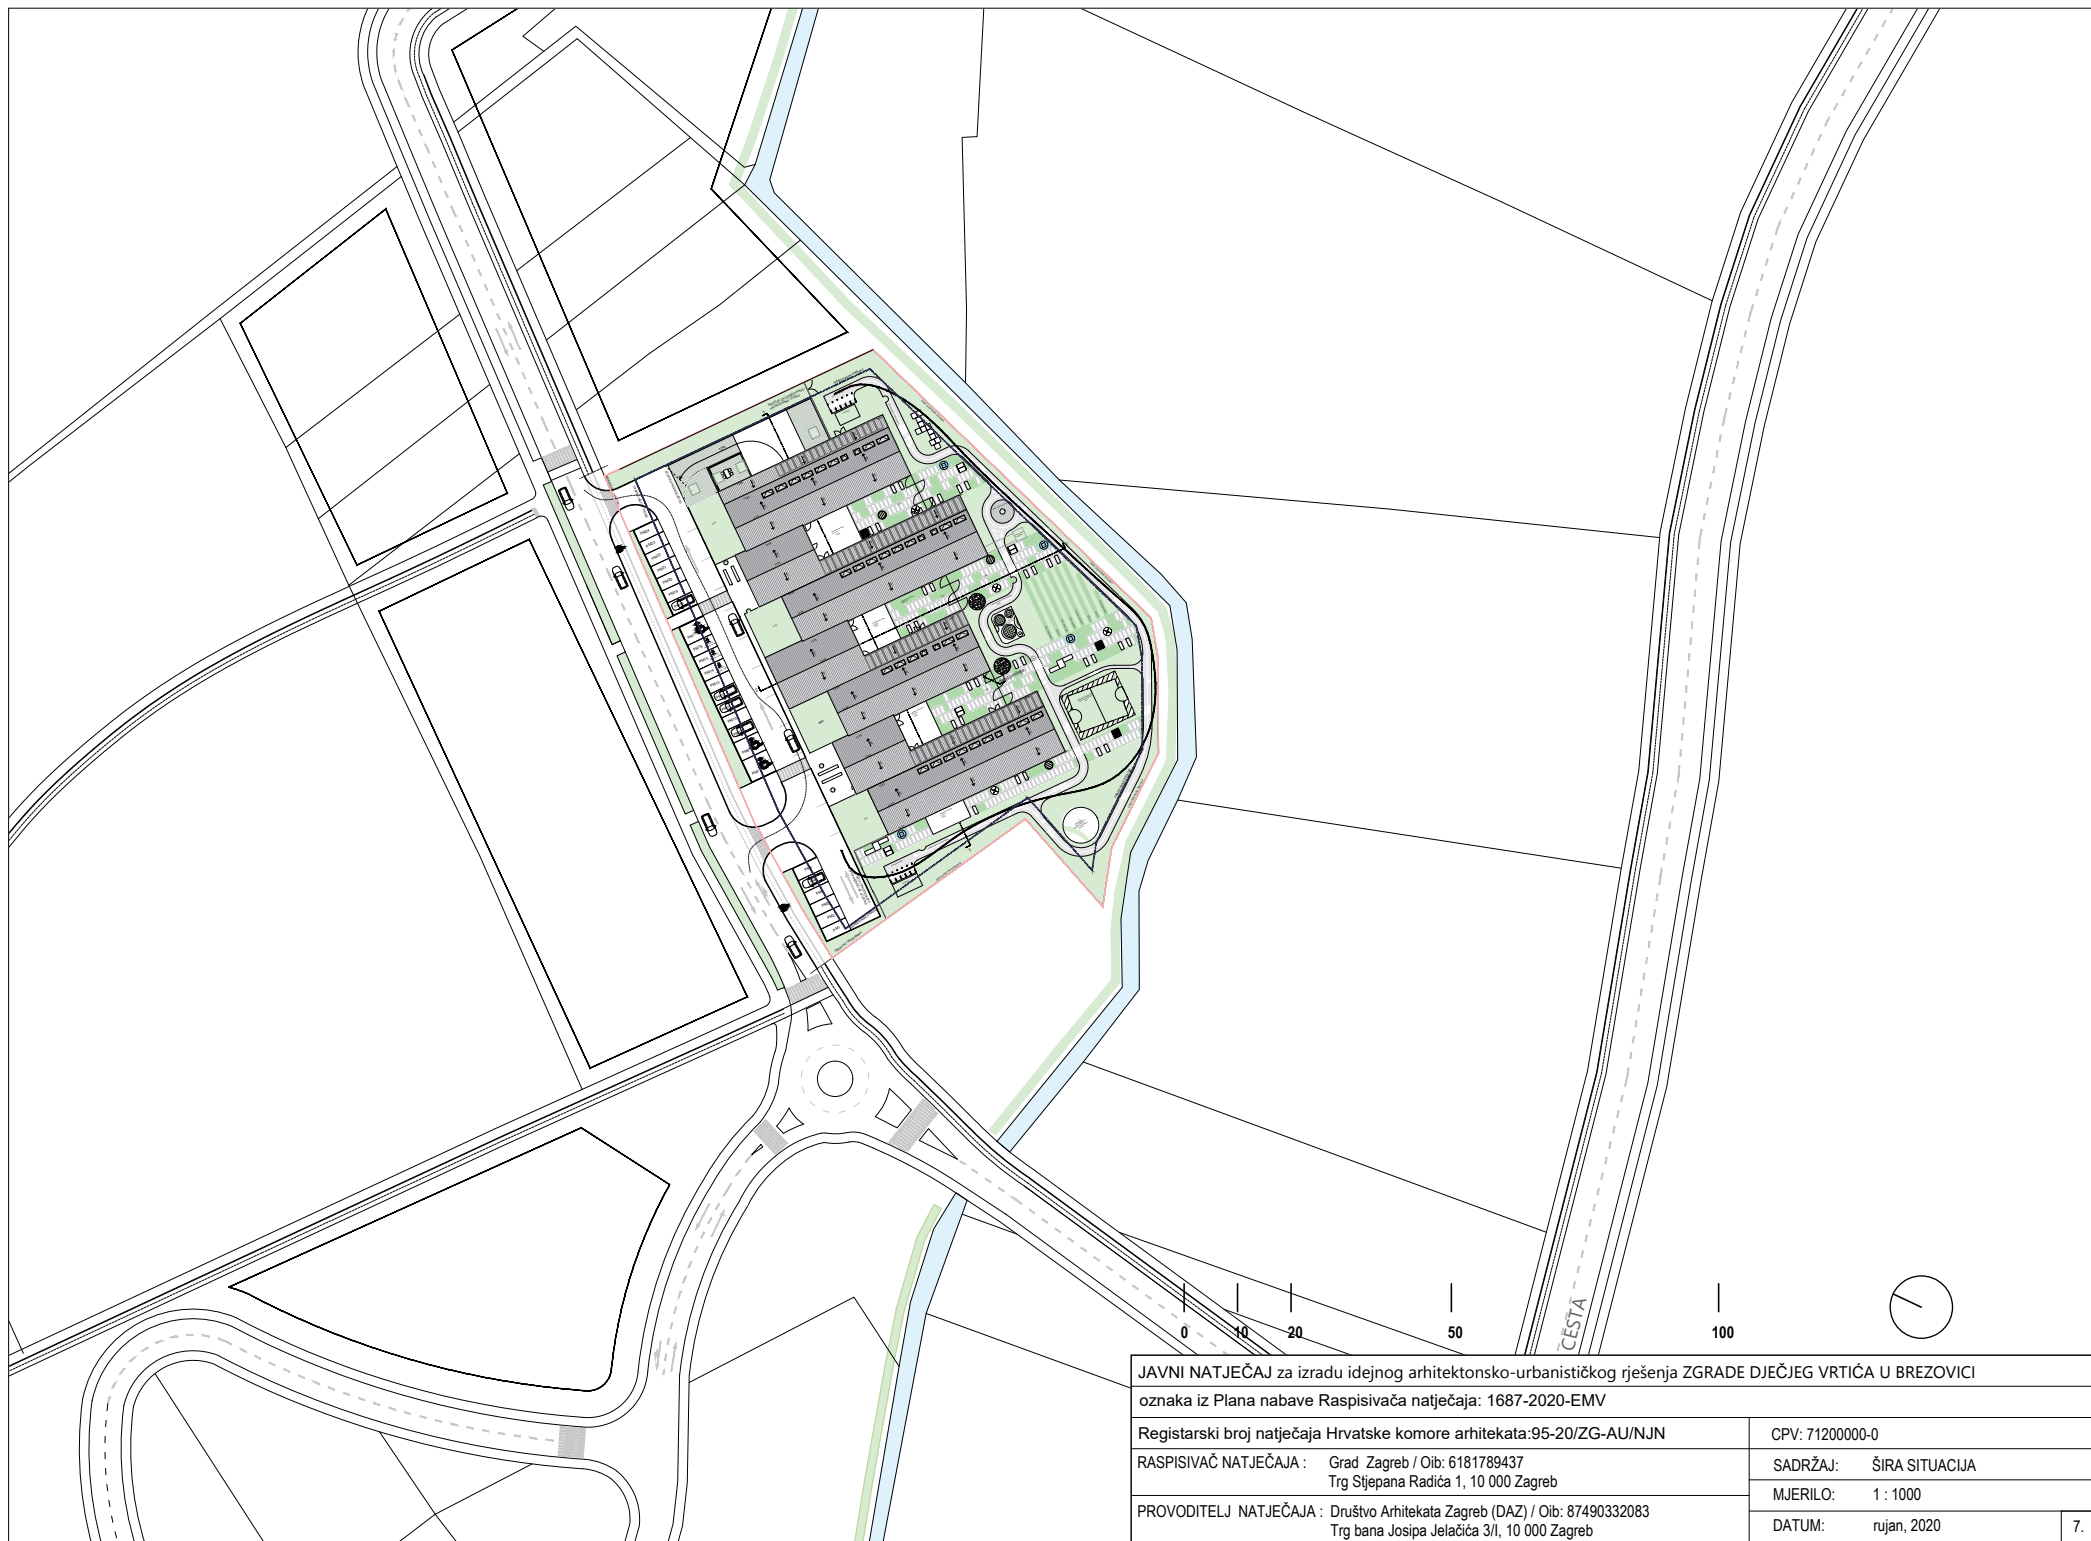 CESTA
0 10 20 50 100
JAVNI NATJEČAJ za izradu idejnog arhitektonsko-urbanističkog rješenja ZGRADE DJEČJEG VRTIĆA U BREZOVICI
oznaka iz Plana nabave Raspisivača natječaja: 1687-2020-EMV
Registarski broj natječaja Hrvatske komore arhitekata:95-20/ZG-AU/NJN
CPV: 71200000-0
RASPISIVAČ NATJEČAJA : Grad Zagreb / Oib: 6181789437
Trg Stjepana Radića 1, 10 000 Zagreb
SADRŽAJ: ŠIRA SITUACIJA
MJERILO: 1 : 1000
PROVODITELJ NATJEČAJA : Društvo Arhitekata Zagreb (DAZ) / Oib: 87490332083
Trg bana Josipa Jelačića 3/I, 10 000 Zagreb
DATUM: rujan, 2020
7.